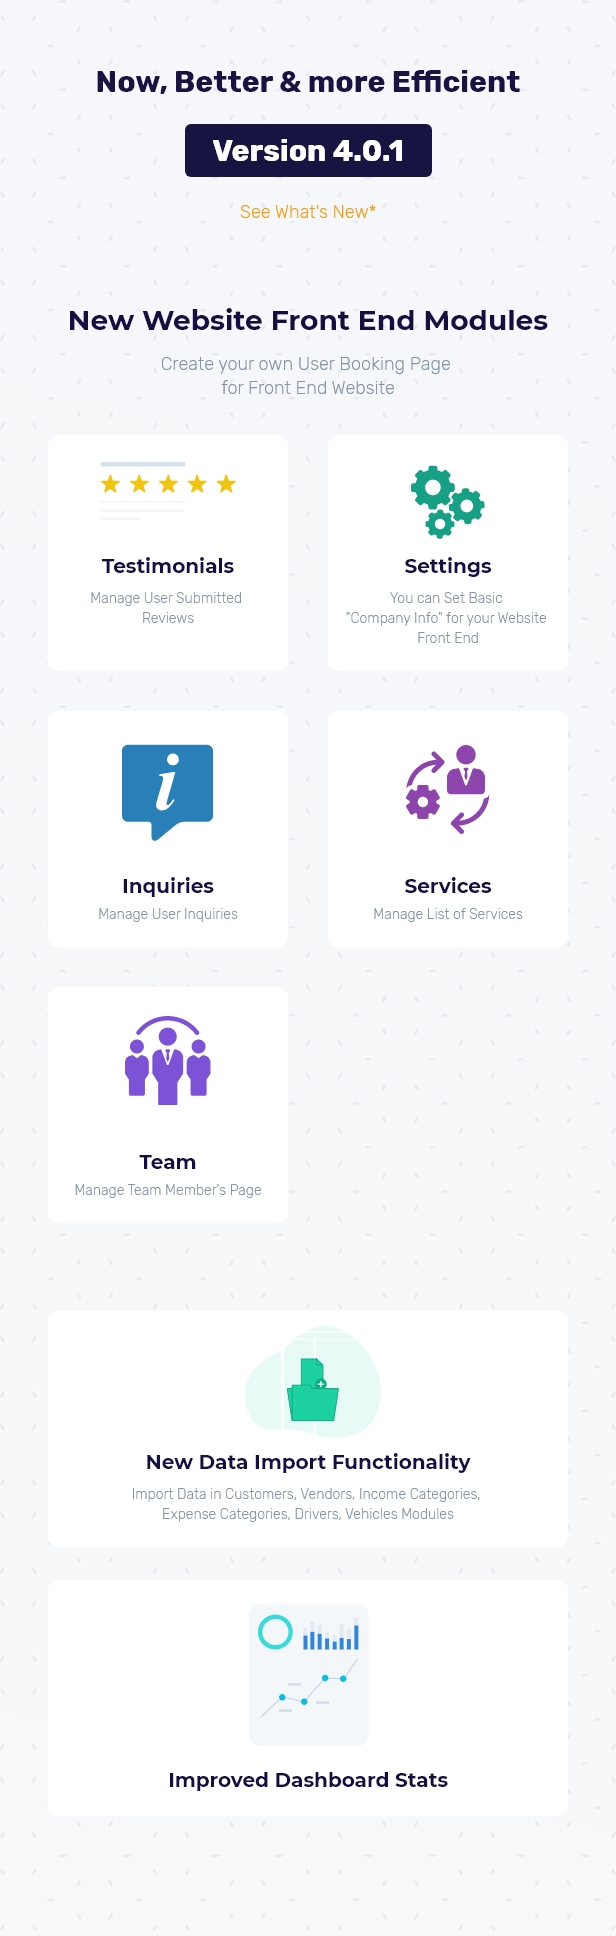 Now, Better & more Efficient
Version 4.0.1
See What's New*
New Website Front End Modules
Create your own User Booking Page
for Front End Website
Testimonials
Manage User Submitted
Reviews
Settings
You can Set Basic
"Company Info" for your Website
Front End
i
Inquiries
Manage User Inquiries
Services
Manage List of Services
Team
Manage Team Member's Page
New Data Import Functionality
Import Data in Customers, Vendors, Income Categories,
Expense Categories, Drivers, Vehicles Modules
Improved Dashboard Stats